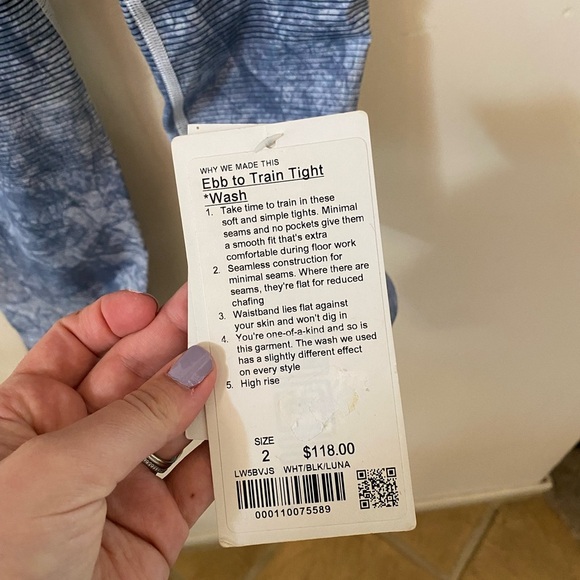 WHY WE MADE THIS
Ebb to Train Tight
*Wash
1. Take time to train in these
soft and simple tights. Minimal
seams and no pockets give them
a smooth fit that's extra
comfortable during floor work
2. Seamless construction for
minimal seams. Where there are
seams, they're flat for reduced
chafing
3. Waistband lies flat against
your skin and won't dig in
4. You're one-of-a-kind and so is
this garment. The wash we used
has a slightly different effect
on every style
5. High rise
SIZE
2 $118.00
LW5BVJS WHT/BLK/LUNA
000110075589